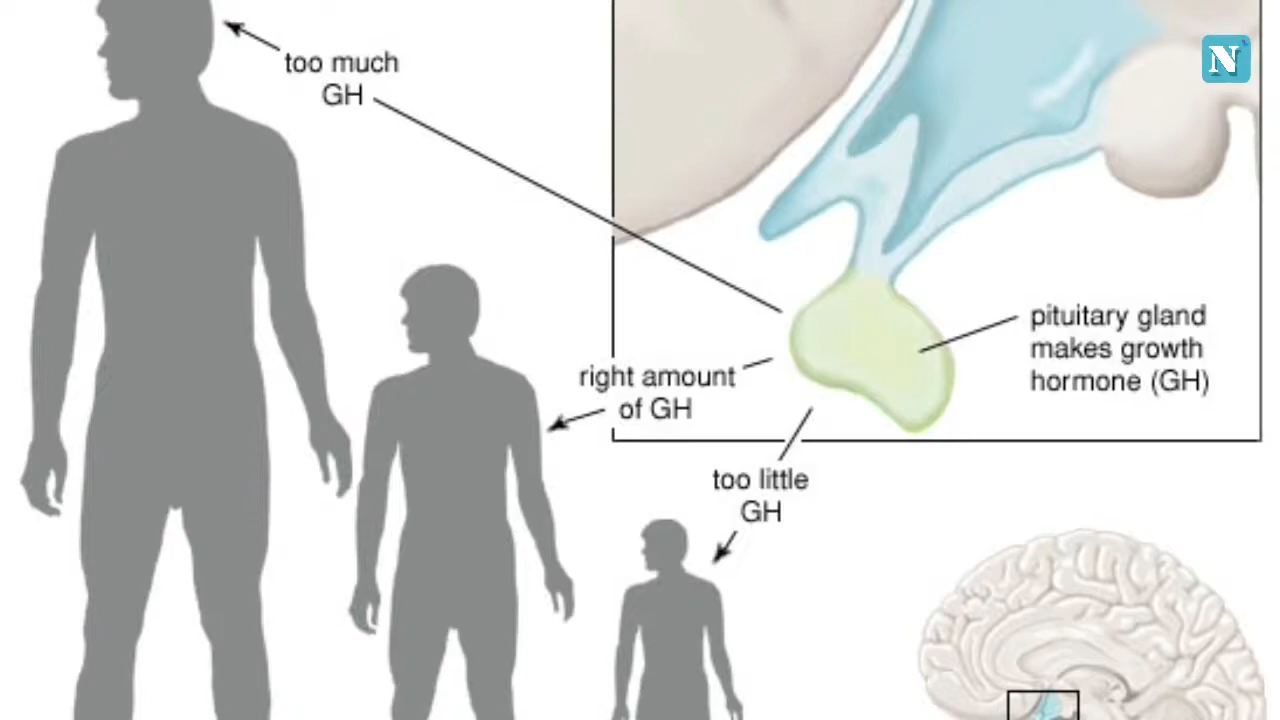 too much
GH
right amount
of GH
too little
GH
pituitary gland
makes growth
hormone (GH)
N